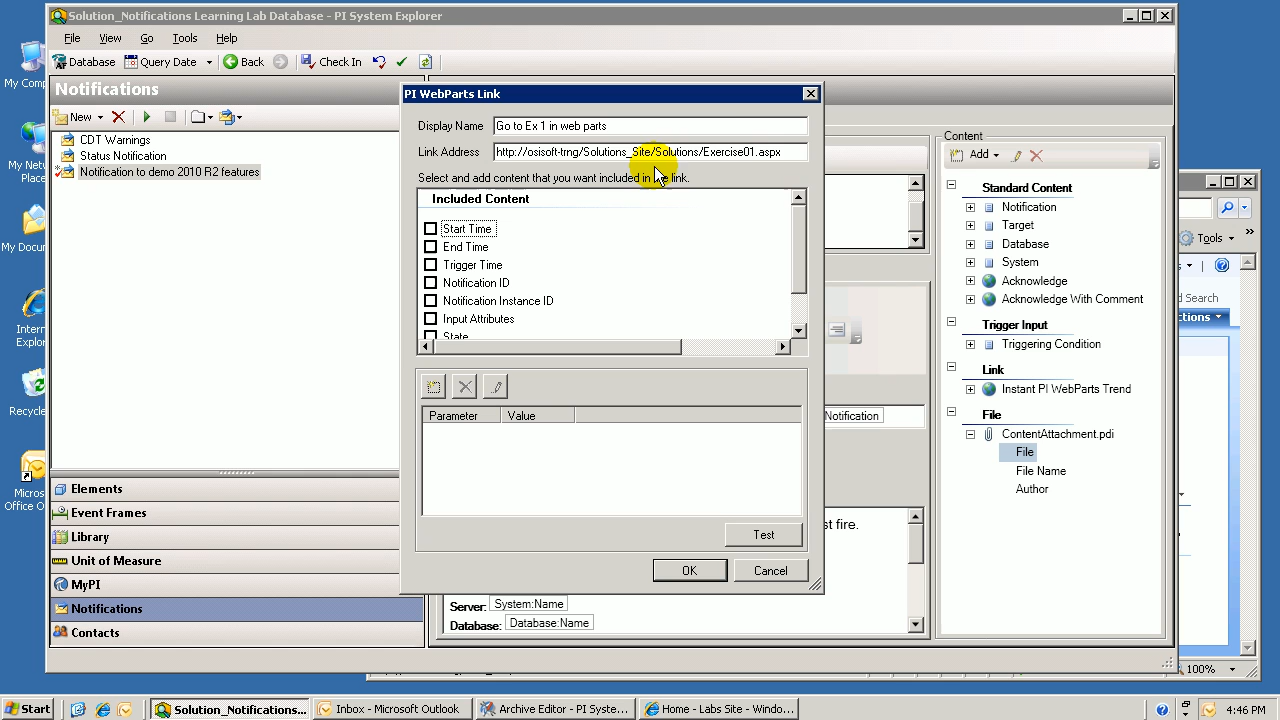 Solution_Notifications Learning Lab Database - PI System Explorer
File View Go Tools Help
Database Query Date Back Check In
Notifications
New
CDT Warnings
Status Notification
Notification to demo 2010 R2 features
Elements
Event Frames
Library
Unit of Measure
MyPI
Notifications
Contacts
PI WebParts Link
Display Name Go to Ex 1 in web parts
Link Address http://osisoft-trng/Solutions_Site/Solutions/Exercise01.aspx
Select and add content that you want included in the link.
Included Content
Start Time
End Time
Trigger Time
Notification ID
Notification Instance ID
Input Attributes
State
Parameter Value
Test
OK Cancel
Notification
st fire.
Server: System:Name
Database: Database:Name
Content
Add
Standard Content
Notification
Target
Database
System
Acknowledge
Acknowledge With Comment
Trigger Input
Triggering Condition
Link
Instant PI WebParts Trend
File
ContentAttachment.pdi
File
File Name
Author
Tools
Search
ctions
100%
My Comp
My Netw
Places
My Docum
Intern
Explor
Recycle
Micros
Office O
Start Solution_Notifications... Inbox - Microsoft Outlook Archive Editor - PI Syste... Home - Labs Site - Windo... 4:46 PM